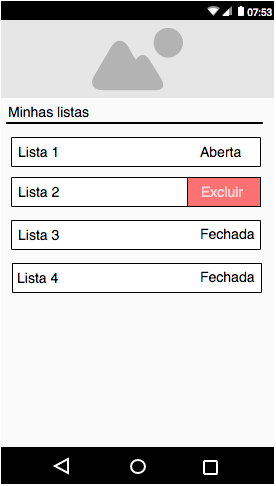 07:53
Minhas listas
Lista 1 Aberta
Lista 2 Excluir
Lista 3 Fechada
Lista 4 Fechada